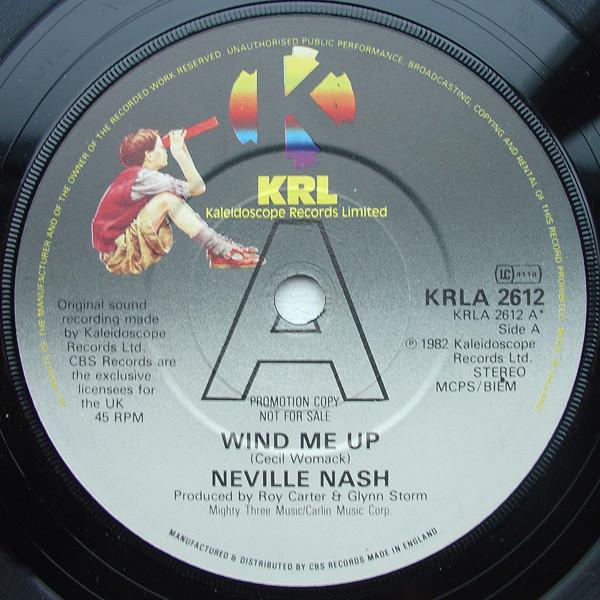 ALL RIGHTS OF THE MANUFACTURER AND OF THE OWNER OF THE RECORDED WORK RESERVED. UNAUTHORISED PUBLIC PERFORMANCE, BROADCASTING, COPYING AND RENTAL OF THIS RECORD PROHIBITED. MADE IN ENGLAND
K
KRL
Kaleidoscope Records Limited
A
LC
KRLA 2612
KRLA 2612 A*
Side A
℗ 1982 Kaleidoscope
Records Ltd.
STEREO
MCPS/BIEM
Original sound
recording made
by Kaleidoscope
Records Ltd.
CBS Records are
the exclusive
licensees for
the UK
45 RPM
PROMOTION COPY
NOT FOR SALE
WIND ME UP
(Cecil Womack)
NEVILLE NASH
Produced by Roy Carter & Glynn Storm
Mighty Three Music/Carlin Music Corp.
MANUFACTURED & DISTRIBUTED BY CBS RECORDS MADE IN ENGLAND